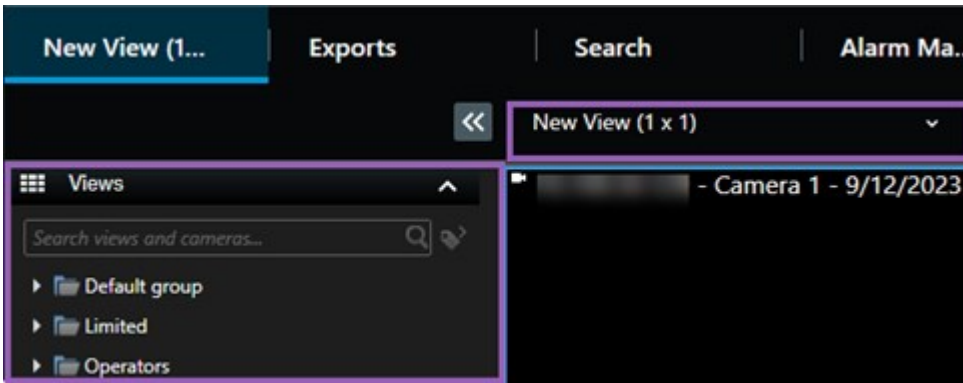 New View (1...
Exports
Search
Alarm Ma..
New View (1 x 1)
Views
- Camera 1 - 9/12/2023
Search views and cameras...
Default group
Limited
Operators